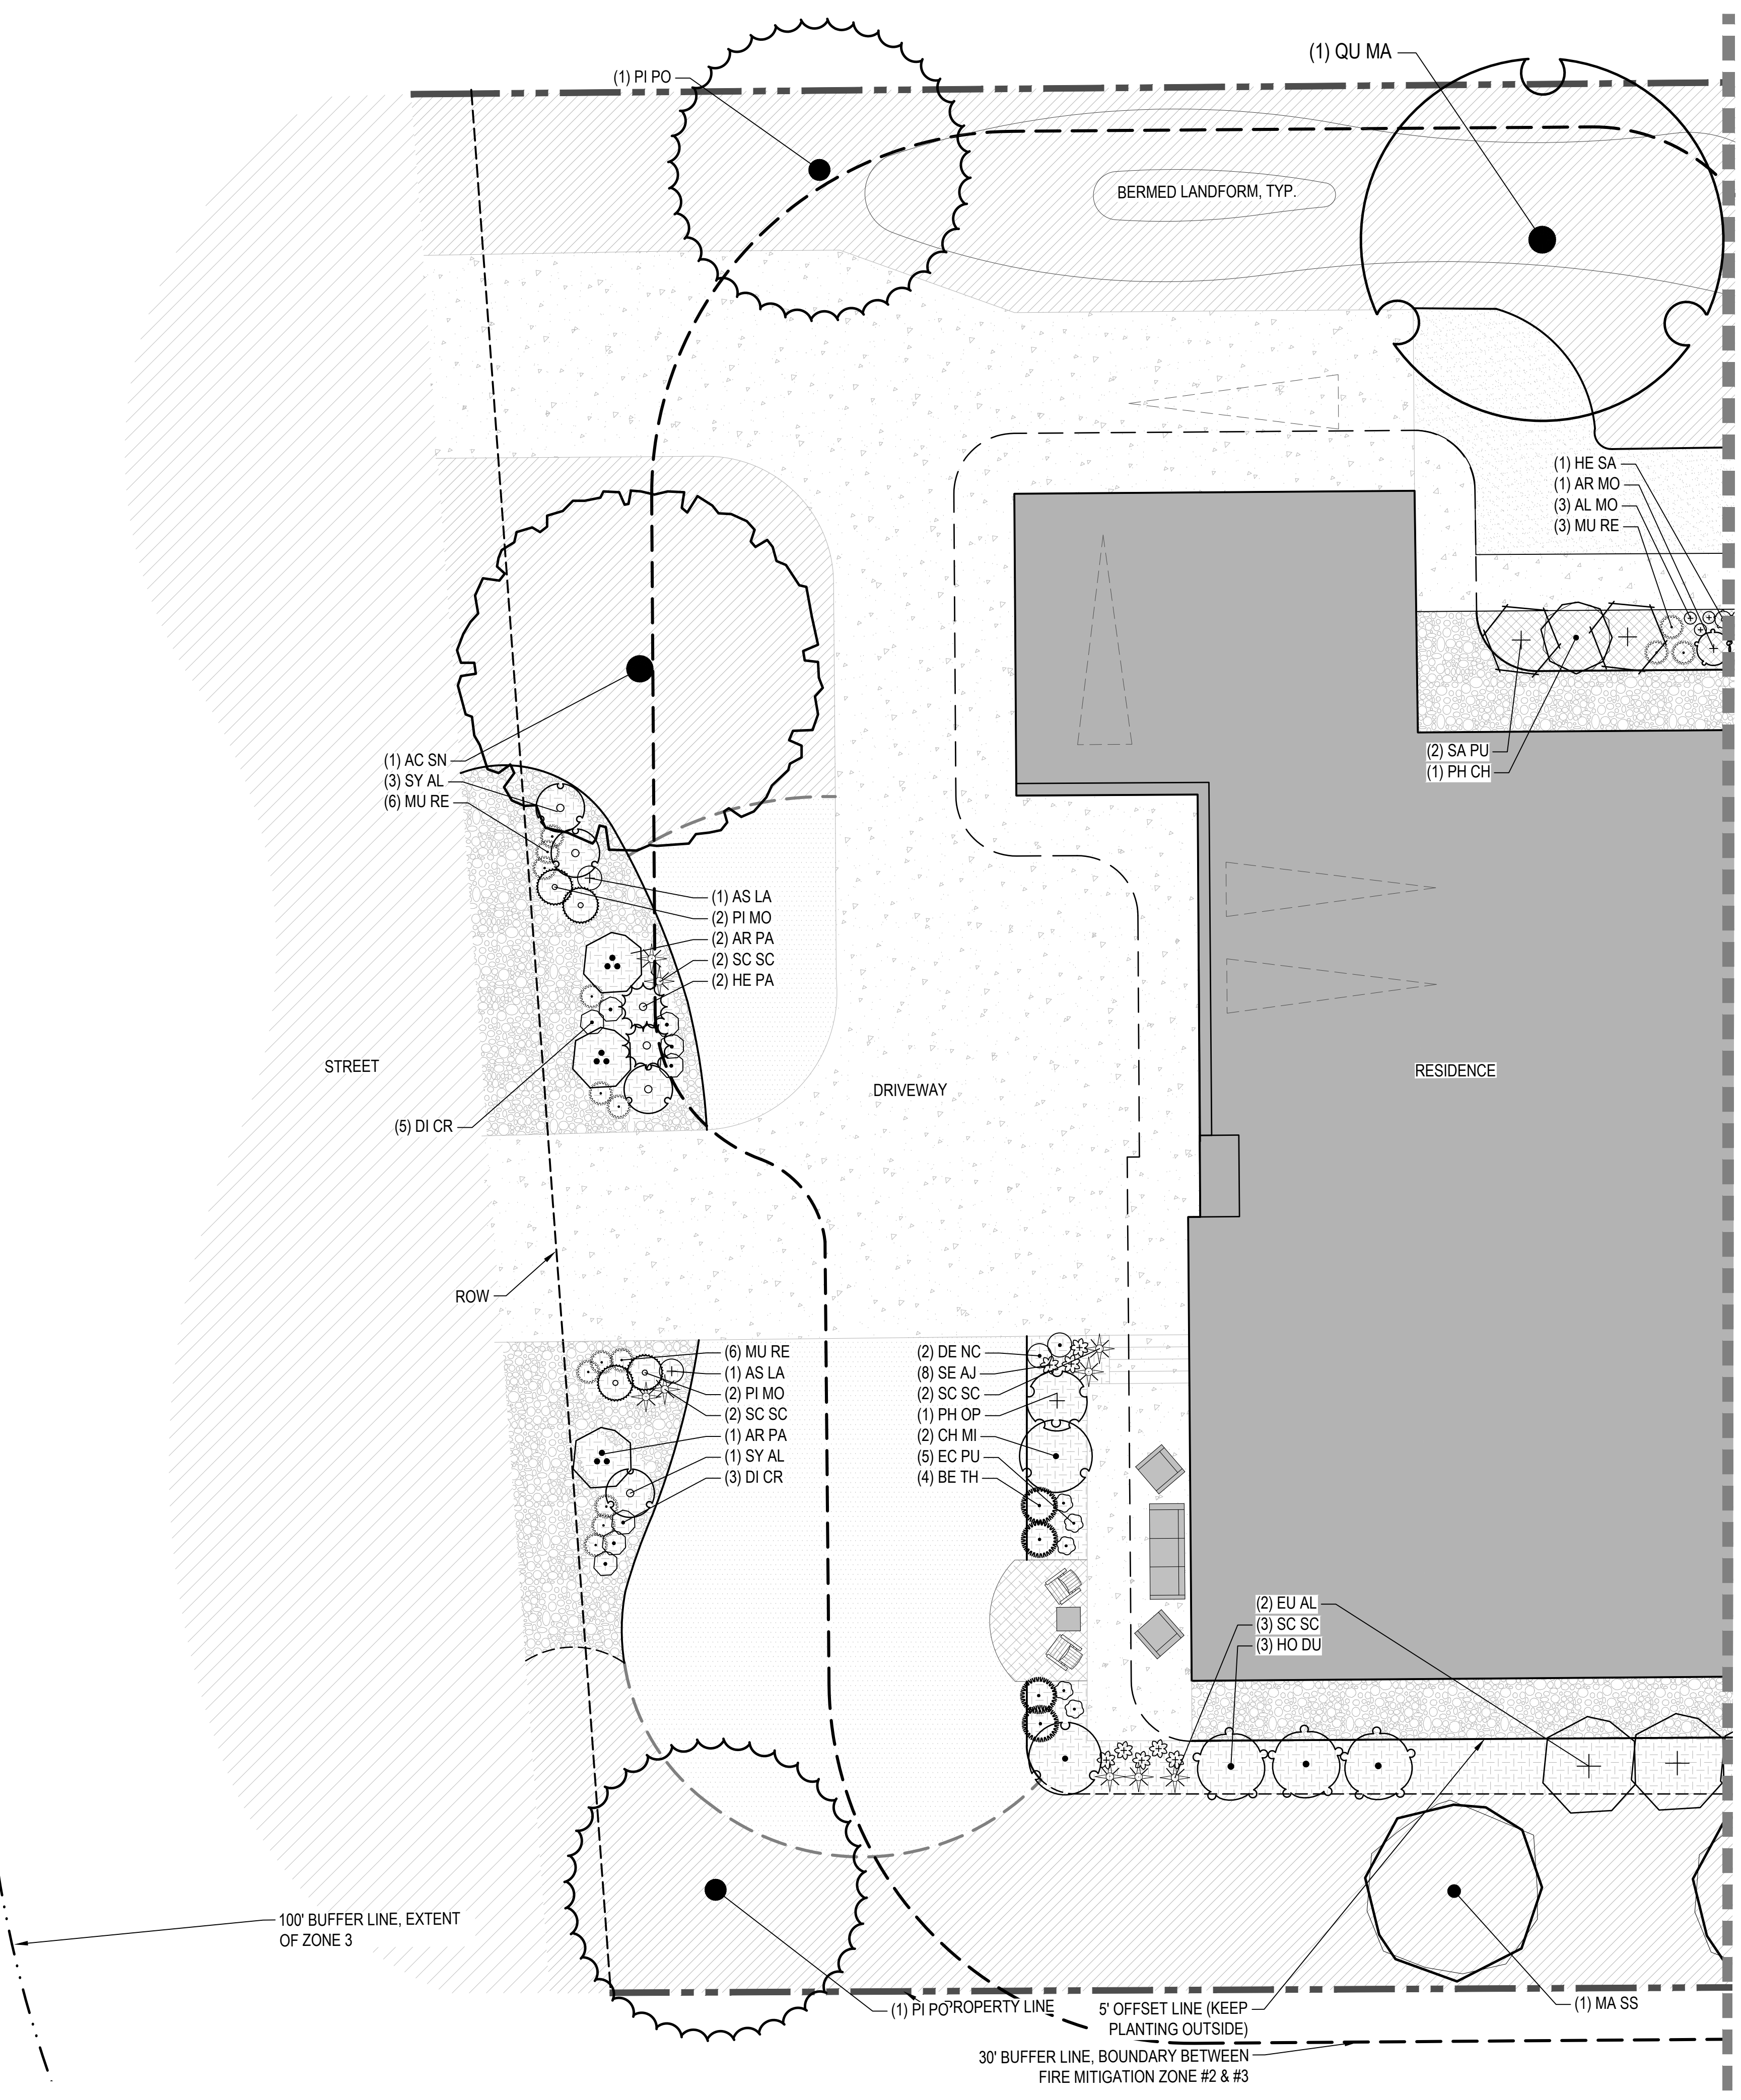 (1) PI PO
(1) QU MA
BERMED LANDFORM, TYP.
(1) HE SA
(1) AR MO
(3) AL MO
(3) MU RE
(2) SA PU
(1) PH CH
(1) AC SN
(3) SY AL
(6) MU RE
(1) AS LA
(2) PI MO
(2) AR PA
(2) SC SC
(2) HE PA
STREET
DRIVEWAY
RESIDENCE
(5) DI CR
ROW
(6) MU RE
(1) AS LA
(2) PI MO
(2) SC SC
(1) AR PA
(1) SY AL
(3) DI CR
(2) DE NC
(8) SE AJ
(2) SC SC
(1) PH OP
(2) CH MI
(5) EC PU
(4) BE TH
(2) EU AL
(3) SC SC
(3) HO DU
100' BUFFER LINE, EXTENT
OF ZONE 3
(1) PI PO
PROPERTY LINE
5' OFFSET LINE (KEEP
PLANTING OUTSIDE)
(1) MA SS
30' BUFFER LINE, BOUNDARY BETWEEN
FIRE MITIGATION ZONE #2 & #3